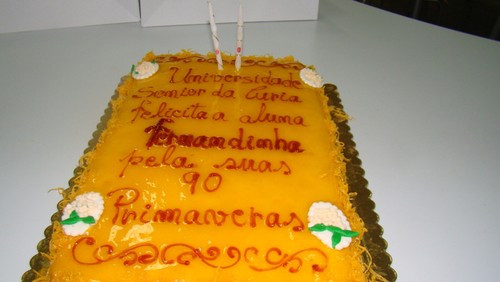 Universidade
Senior da Curia
felicita a aluna
Fernandinha
pela suas
90
Primaveras